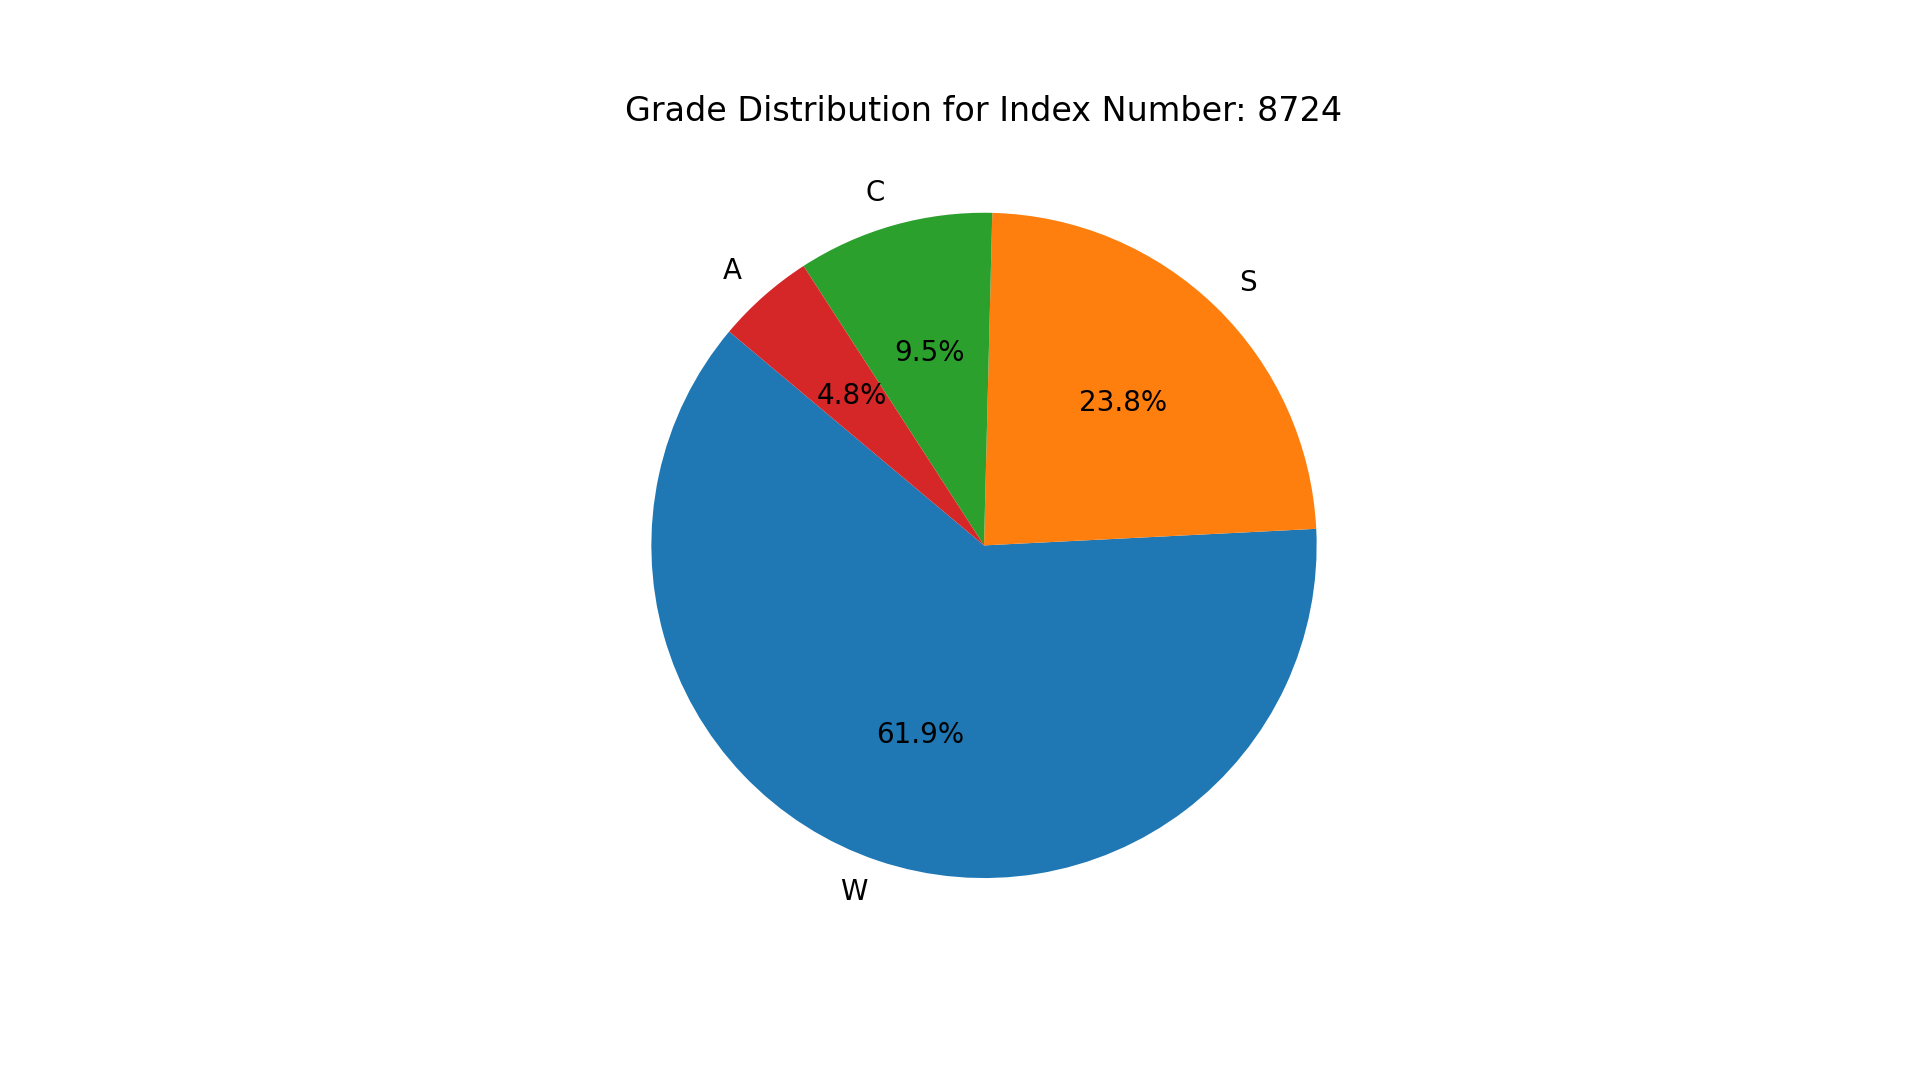 Grade Distribution for Index Number: 8724
C
A
S
9.5%
4.8%
23.8%
61.9%
W